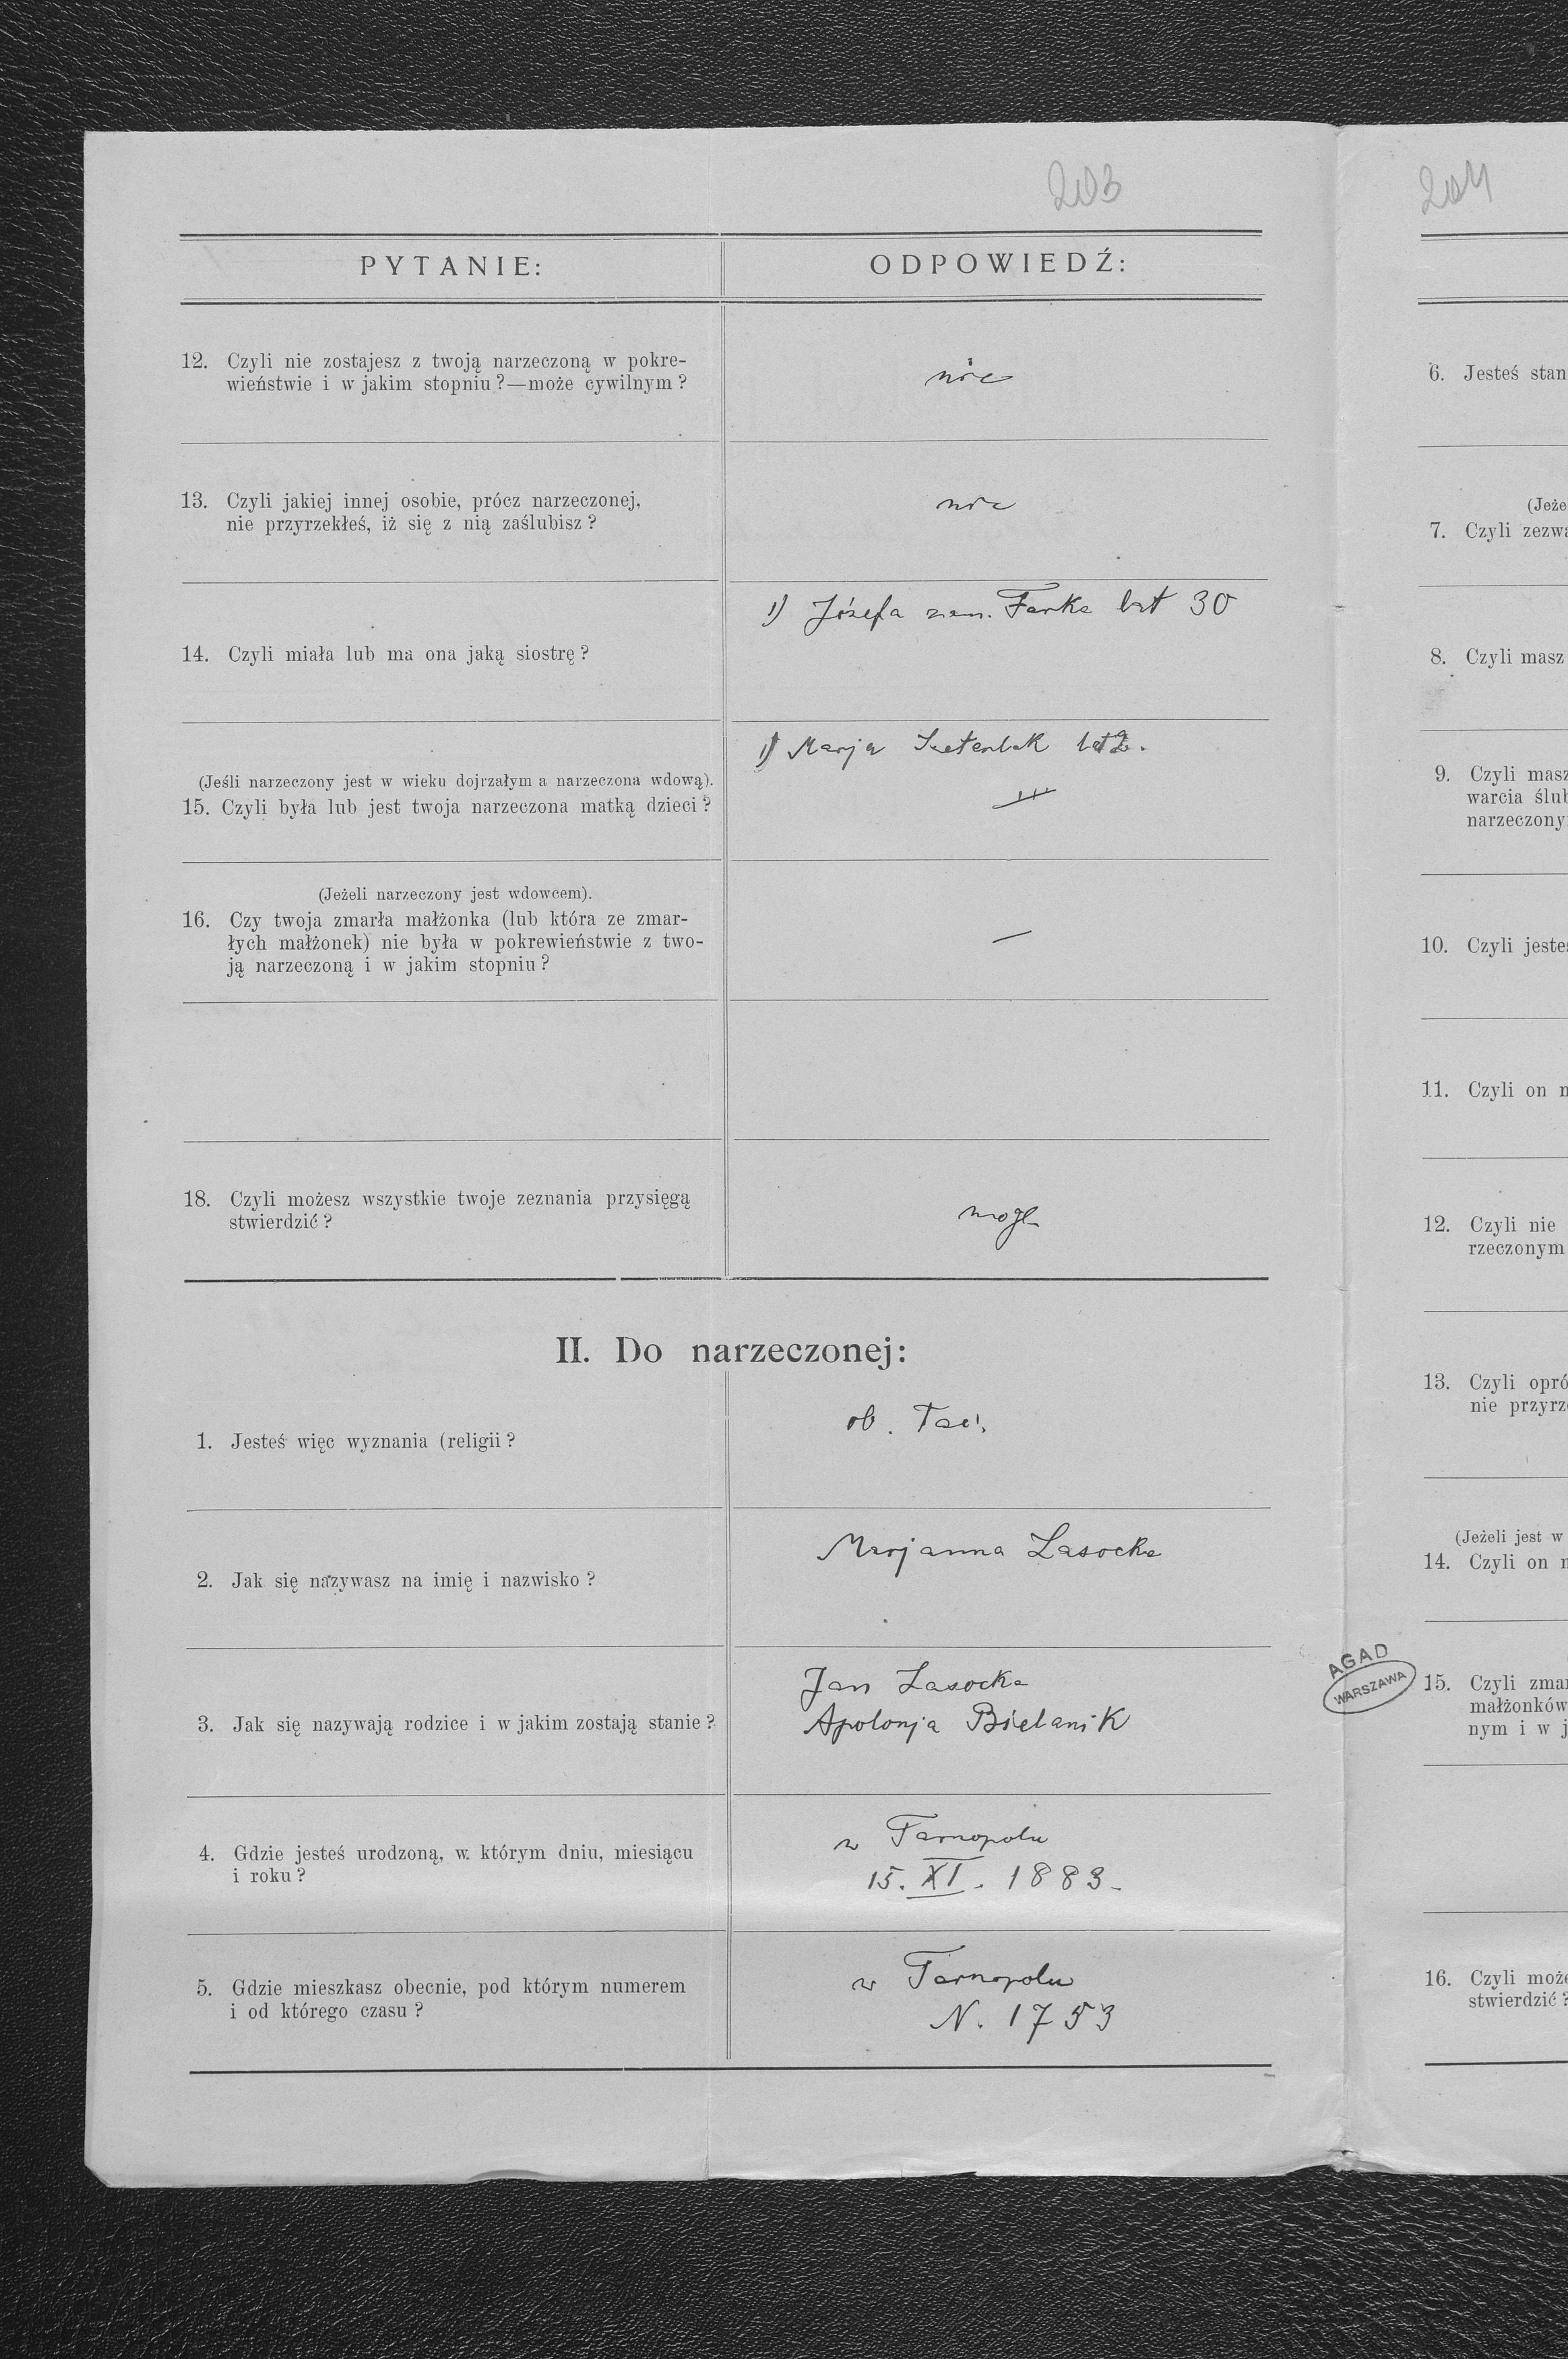 203
PYTANIE:
ODPOWIEDŹ:
12. Czyli nie zostajesz z twoją narzeczoną w pokre-
wieństwie i w jakim stopniu?—może cywilnym?
nie
13. Czyli jakiej innej osobie, prócz narzeczonej,
nie przyrzekłeś, iż się z nią zaślubisz?
nie
14. Czyli miała lub ma ona jaką siostrę?
1) Józefa zam. Farka lat 30
(Jeśli narzeczony jest w wieku dojrzałym a narzeczona wdową).
15. Czyli była lub jest twoja narzeczona matką dzieci?
1) Marja lat
(Jeżeli narzeczony jest wdowcem).
16. Czy twoja zmarła małżonka (lub która ze zmar-
łych małżonek) nie była w pokrewieństwie z two-
ją narzeczoną i w jakim stopniu?
—
18. Czyli możesz wszystkie twoje zeznania przysięgą
stwierdzić?
mogę
II. Do narzeczonej:
1. Jesteś więc wyznania (religii?
ob. łać.
2. Jak się nazywasz na imię i nazwisko?
Marjanna Lasocka
3. Jak się nazywają rodzice i w jakim zostają stanie?
Jan Lasocka
Apolonja Bielanik
4. Gdzie jesteś urodzoną, w którym dniu, miesiącu
i roku?
w Tarnopolu
15. XI. 1883.
5. Gdzie mieszkasz obecnie, pod którym numerem
i od którego czasu?
w Tarnopolu
N. 1753
AGAD
WARSZAWA
204
6. Jesteś stan
(Jeże
7. Czyli zezwa
8. Czyli masz
9. Czyli masz
warcia ślub
narzeczony
10. Czyli jesteś
11. Czyli on n
12. Czyli nie
rzeczonym
13. Czyli opró
nie przyrze
(Jeżeli jest w
14. Czyli on n
15. Czyli zmar
małżonków
nym i w j
16. Czyli może
stwierdzić?